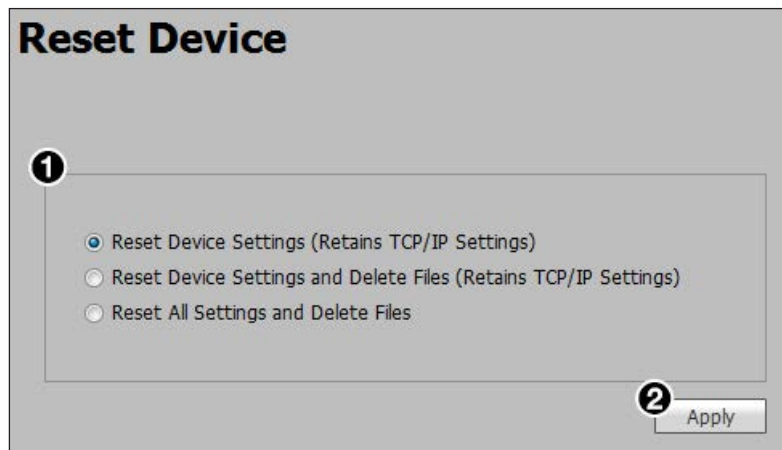 Reset Device
1
Reset Device Settings (Retains TCP/IP Settings)
Reset Device Settings and Delete Files (Retains TCP/IP Settings)
Reset All Settings and Delete Files
2
Apply